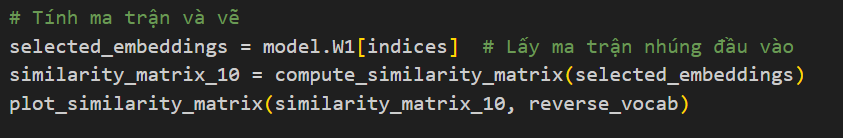 # Tính ma trận và vẽ
selected_embeddings = model.W1[indices]  # Lấy ma trận nhúng đầu vào
similarity_matrix_10 = compute_similarity_matrix(selected_embeddings)
plot_similarity_matrix(similarity_matrix_10, reverse_vocab)